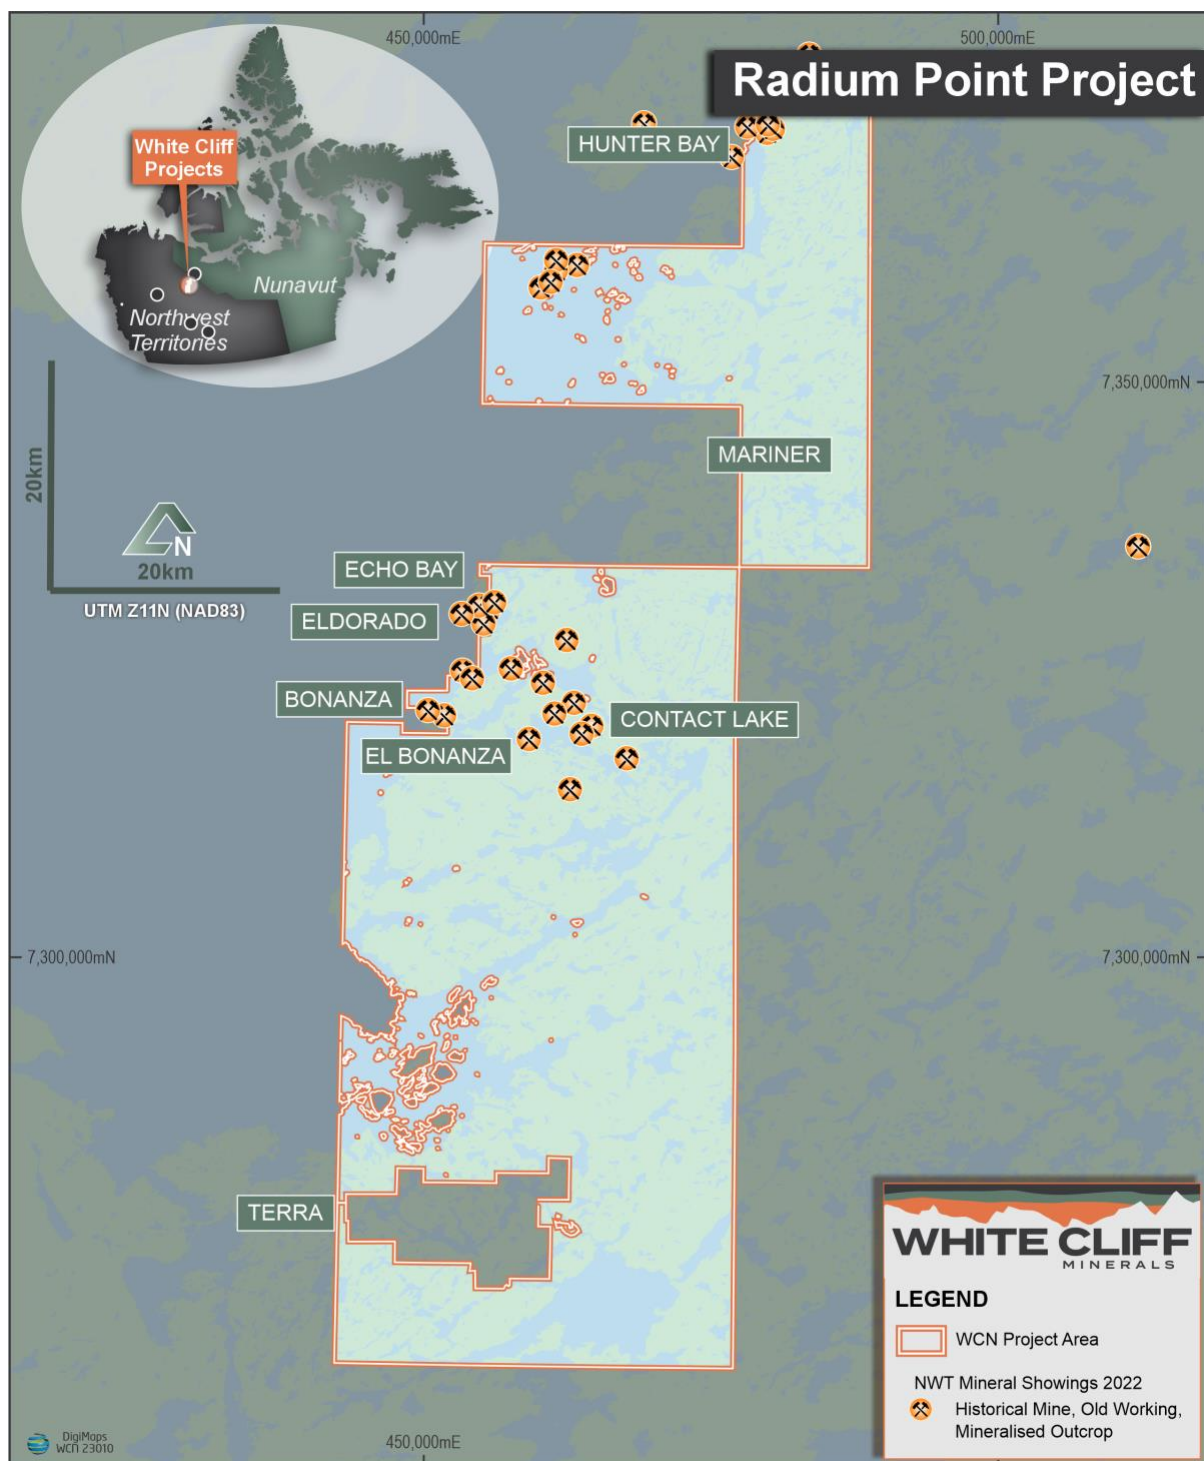 450,000mE
500,000mE
Radium Point Project
White Cliff
Projects
HUNTER BAY
Nunavut
Northwest
Territories
7,350,000mN
20km
MARINER
N
20km
UTM Z11N (NAD83)
ECHO BAY
ELDORADO
BONANZA
CONTACT LAKE
EL BONANZA
7,300,000mN
7,300,000mN
TERRA
WHITE CLIFF
MINERALS
LEGEND
WCN Project Area
NWT Mineral Showings 2022
Historical Mine, Old Working,
Mineralised Outcrop
DigiMaps
WCN 23010
450,000mE